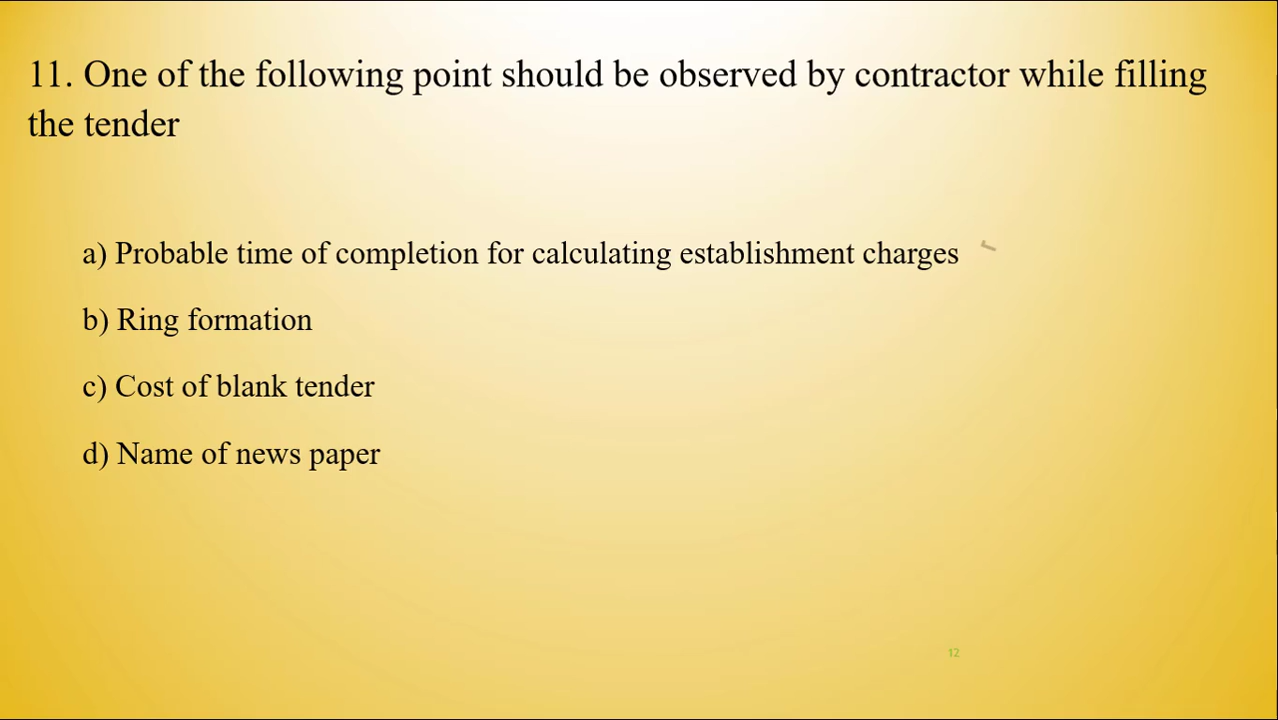 11. One of the following point should be observed by contractor while filling
the tender
a) Probable time of completion for calculating establishment charges
b) Ring formation
c) Cost of blank tender
d) Name of news paper
12